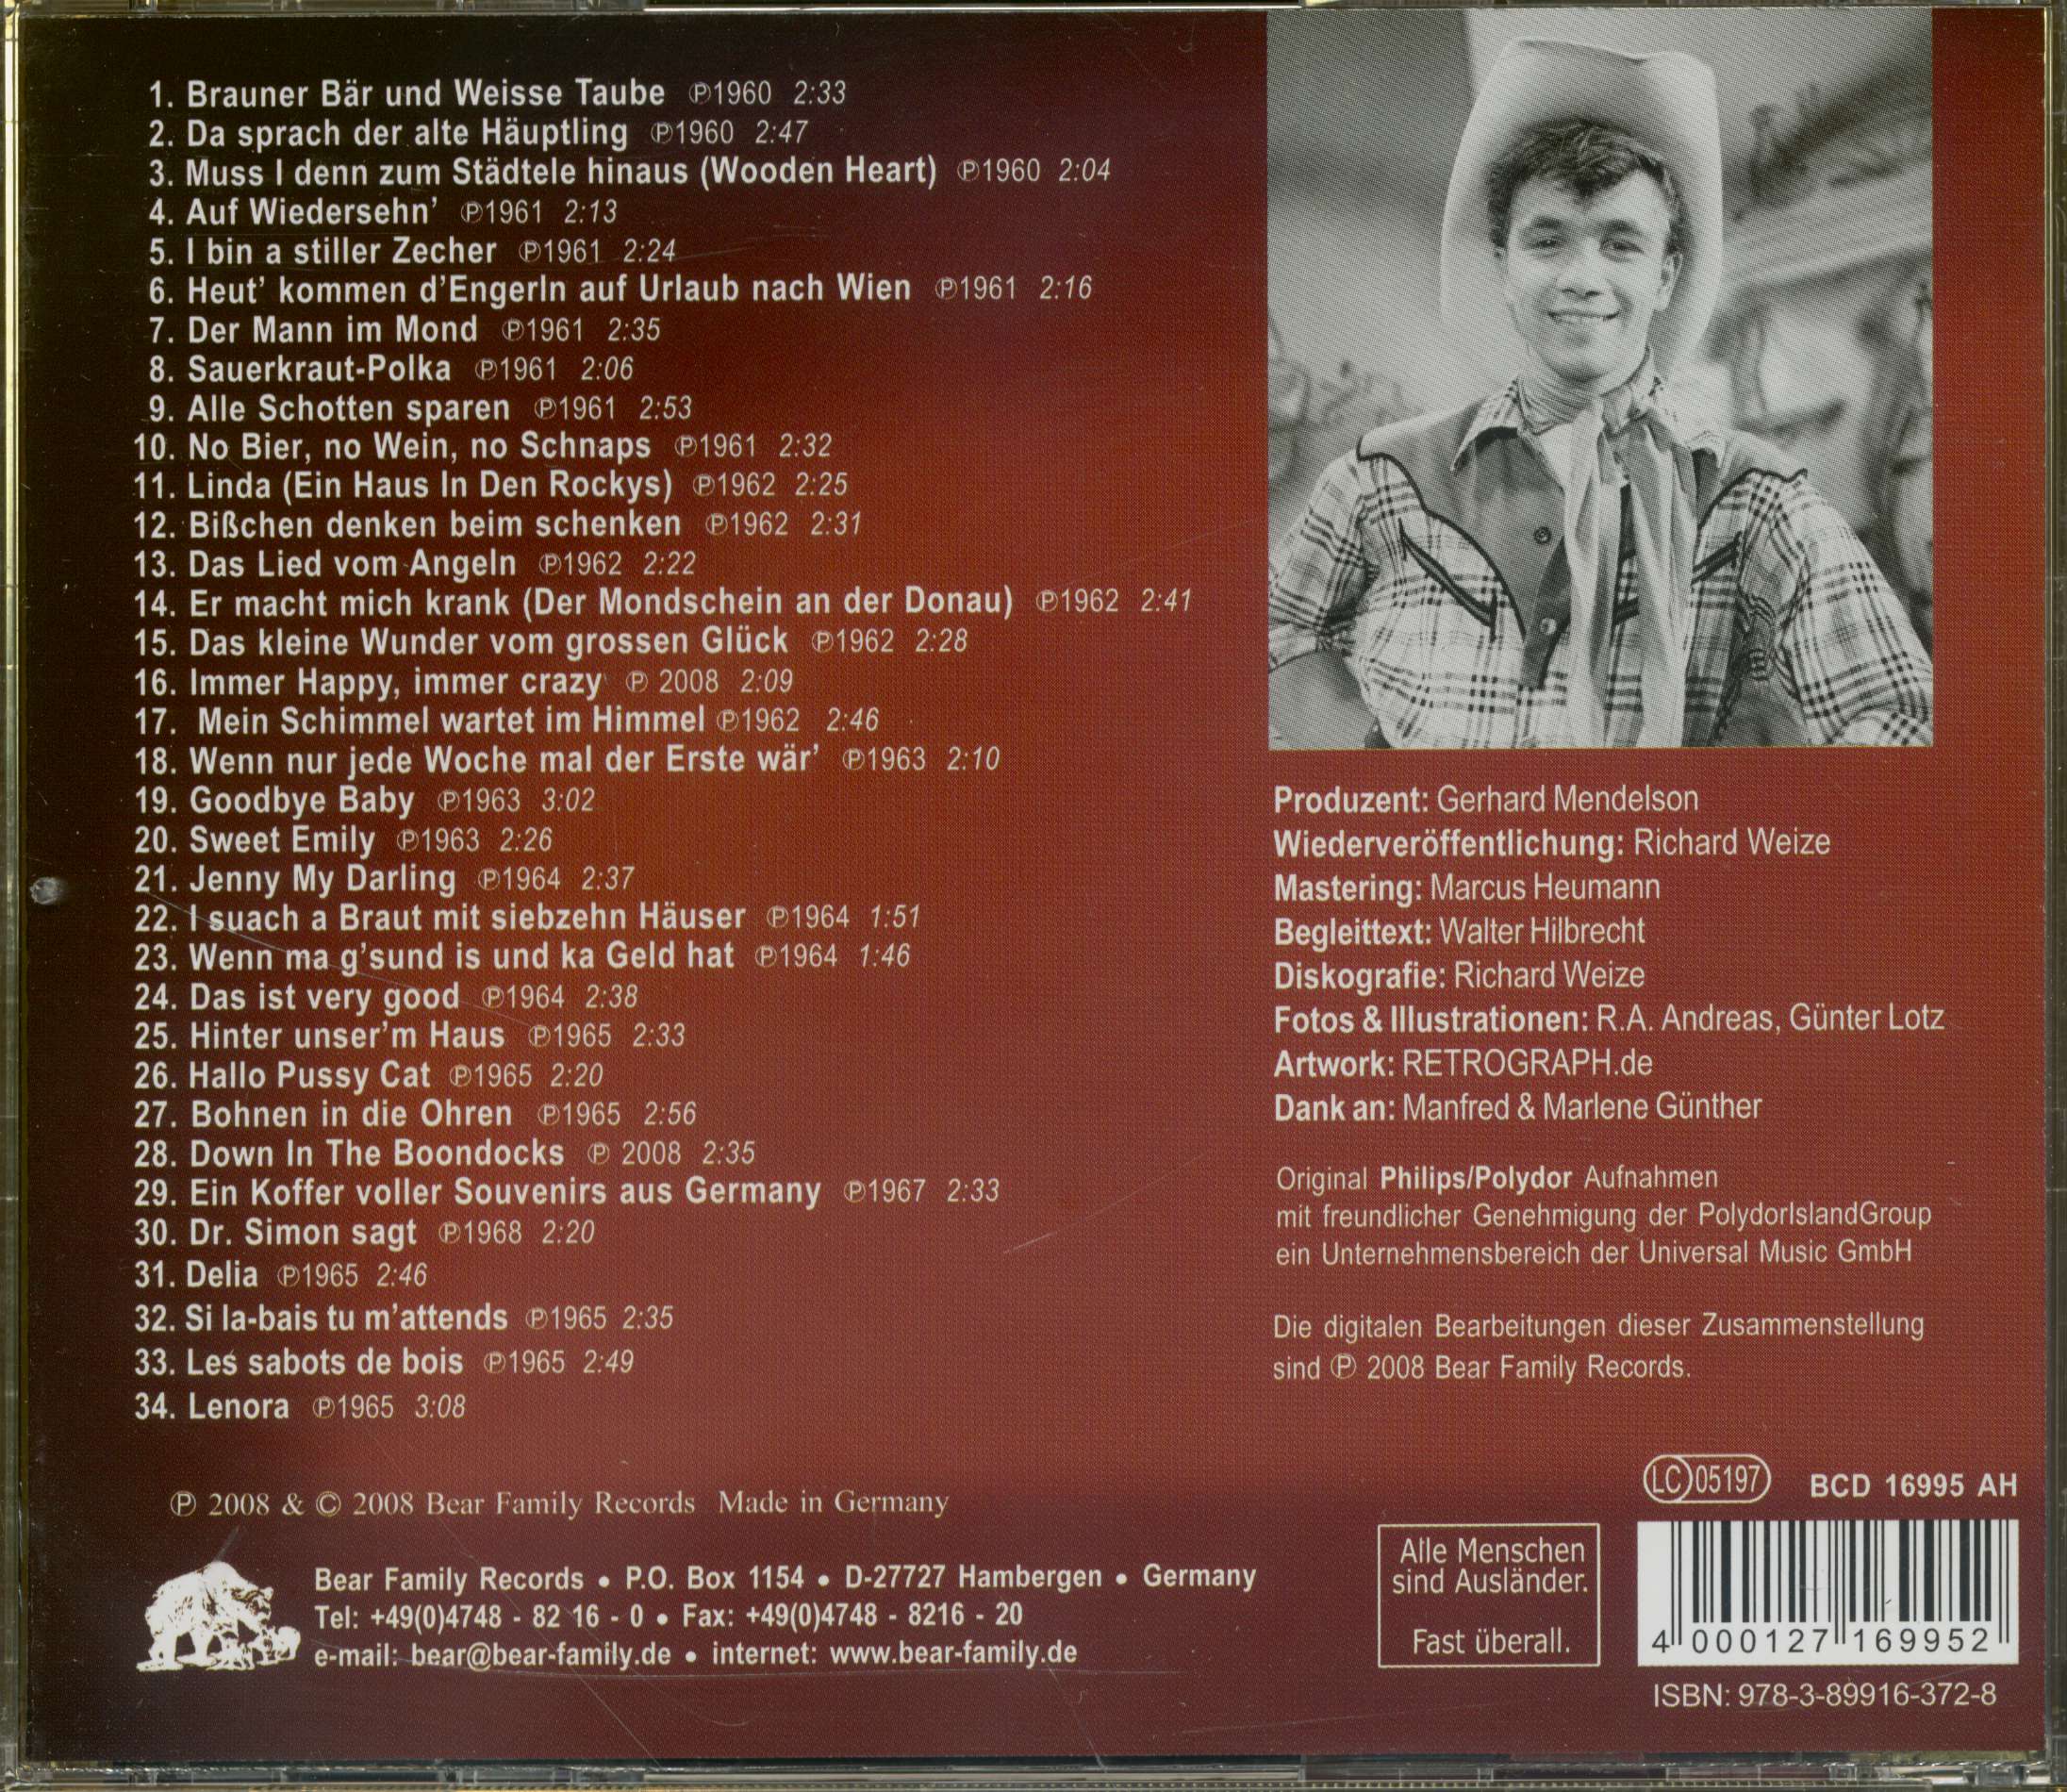 1. Brauner Bär und Weisse Taube ℗1960 2:33
2. Da sprach der alte Häuptling ℗1960 2:47
3. Muss I denn zum Städtele hinaus (Wooden Heart) ℗1960 2:04
4. Auf Wiedersehn’ ℗1961 2:13
5. I bin a stiller Zecher ℗1961 2:24
6. Heut’ kommen d’Engerln auf Urlaub nach Wien ℗1961 2:16
7. Der Mann im Mond ℗1961 2:35
8. Sauerkraut-Polka ℗1961 2:06
9. Alle Schotten sparen ℗1961 2:53
10. No Bier, no Wein, no Schnaps ℗1961 2:32
11. Linda (Ein Haus In Den Rockys) ℗1962 2:25
12. Bißchen denken beim schenken ℗1962 2:31
13. Das Lied vom Angeln ℗1962 2:22
14. Er macht mich krank (Der Mondschein an der Donau) ℗1962 2:41
15. Das kleine Wunder vom grossen Glück ℗1962 2:28
16. Immer Happy, immer crazy ℗ 2008 2:09
17. Mein Schimmel wartet im Himmel ℗1962 2:46
18. Wenn nur jede Woche mal der Erste wär’ ℗1963 2:10
19. Goodbye Baby ℗1963 3:02
20. Sweet Emily ℗1963 2:26
21. Jenny My Darling ℗1964 2:37
22. I suach a Braut mit siebzehn Häuser ℗1964 1:51
23. Wenn ma g’sund is und ka Geld hat ℗1964 1:46
24. Das ist very good ℗1964 2:38
25. Hinter unser’m Haus ℗1965 2:33
26. Hallo Pussy Cat ℗1965 2:20
27. Bohnen in die Ohren ℗1965 2:56
28. Down In The Boondocks ℗ 2008 2:35
29. Ein Koffer voller Souvenirs aus Germany ℗1967 2:33
30. Dr. Simon sagt ℗1968 2:20
31. Delia ℗1965 2:46
32. Si la-bais tu m’attends ℗1965 2:35
33. Les sabots de bois ℗1965 2:49
34. Lenora ℗1965 3:08
Produzent: Gerhard Mendelson
Wiederveröffentlichung: Richard Weize
Mastering: Marcus Heumann
Begleittext: Walter Hilbrecht
Diskografie: Richard Weize
Fotos & Illustrationen: R.A. Andreas, Günter Lotz
Artwork: RETROGRAPH.de
Dank an: Manfred & Marlene Günther
Original Philips/Polydor Aufnahmen
mit freundlicher Genehmigung der PolydorIslandGroup
ein Unternehmensbereich der Universal Music GmbH
Die digitalen Bearbeitungen dieser Zusammenstellung
sind ℗ 2008 Bear Family Records.
℗ 2008 & © 2008 Bear Family Records Made in Germany
Bear Family Records • P.O. Box 1154 • D-27727 Hambergen • Germany
Tel: +49(0)4748 - 82 16 - 0 • Fax: +49(0)4748 - 8216 - 20
e-mail: bear@bear-family.de • internet: www.bear-family.de
Alle Menschen
sind Ausländer.
Fast überall.
LC 05197 BCD 16995 AH
4 000127 169952
ISBN: 978-3-89916-372-8